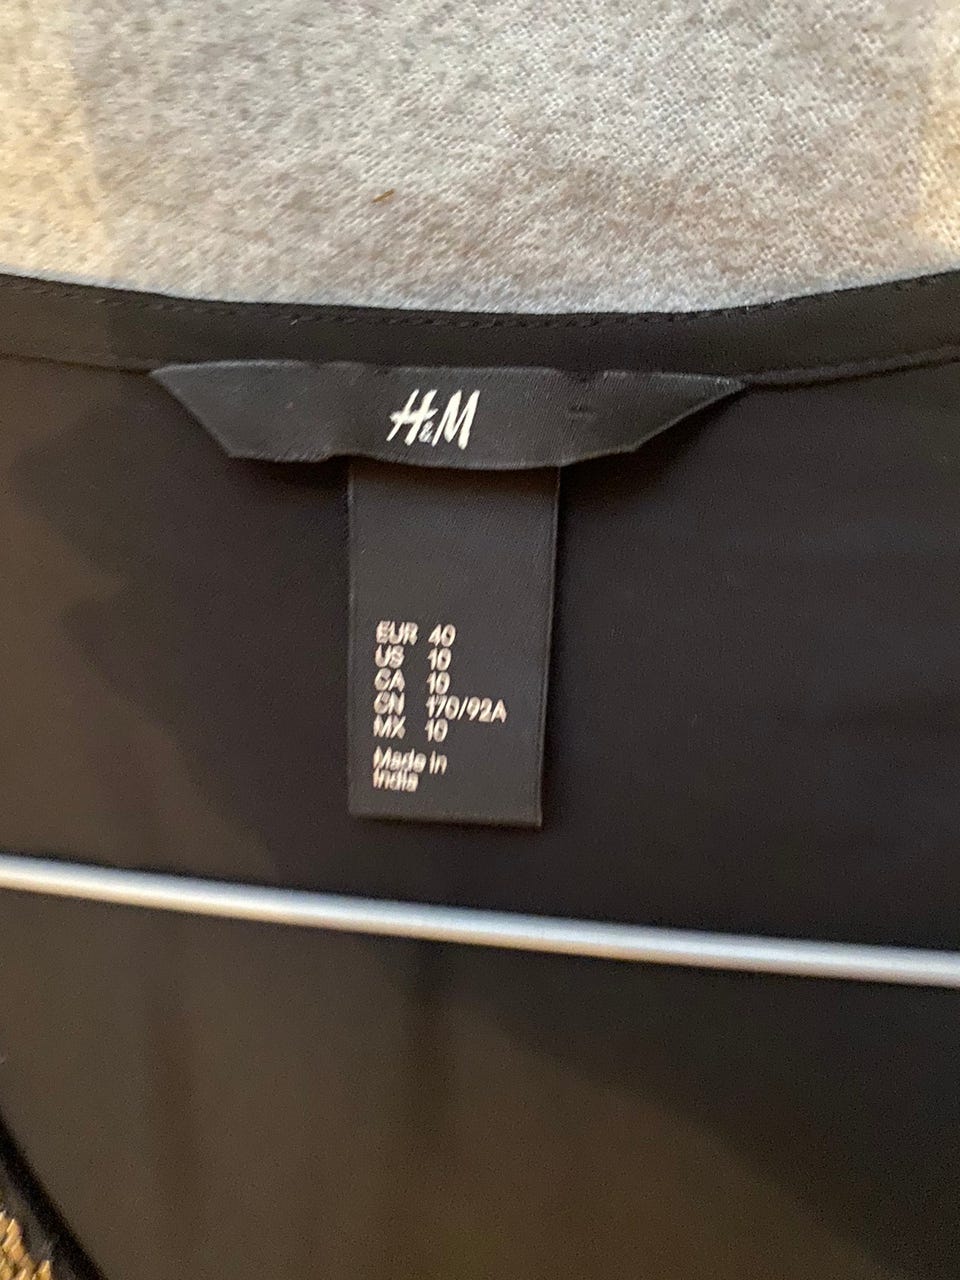 H&M
EUR 40
US 10
CA 10
CN 170/92A
MX 10
Made in
India